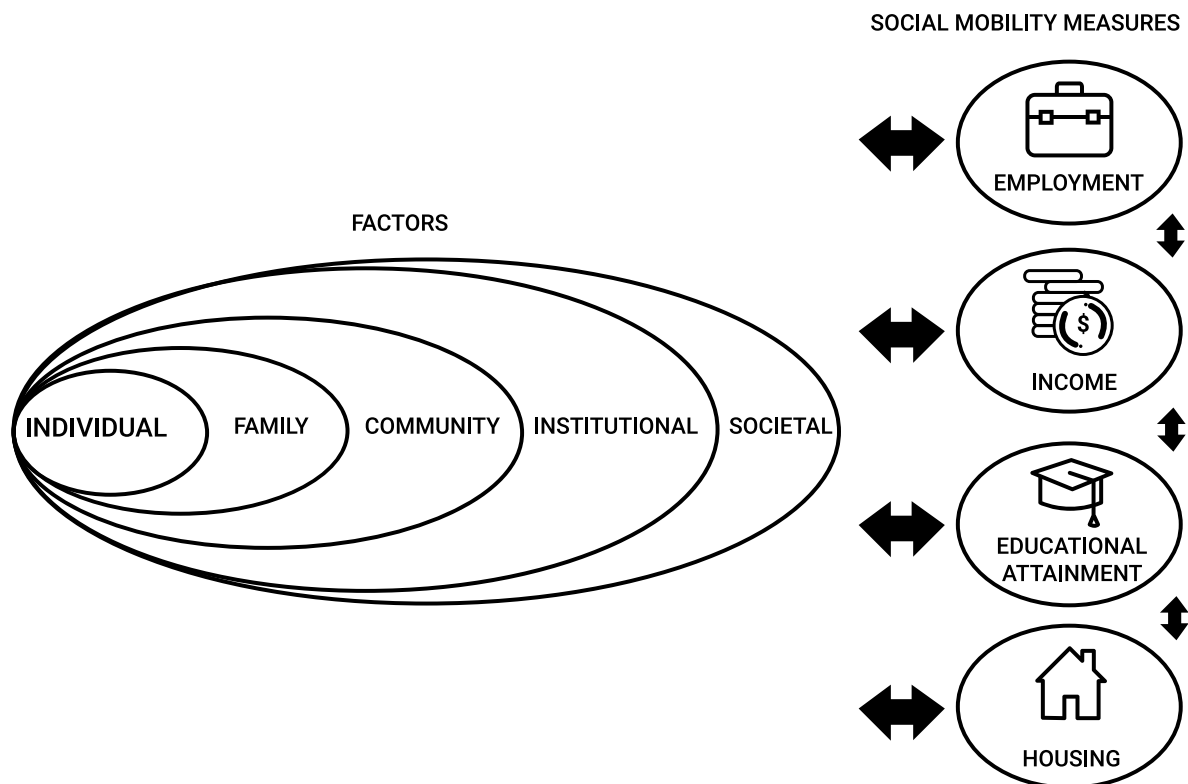 SOCIAL MOBILITY MEASURES
EMPLOYMENT
FACTORS
$
INCOME
INDIVIDUAL
FAMILY
COMMUNITY
INSTITUTIONAL
SOCIETAL
EDUCATIONAL
ATTAINMENT
HOUSING